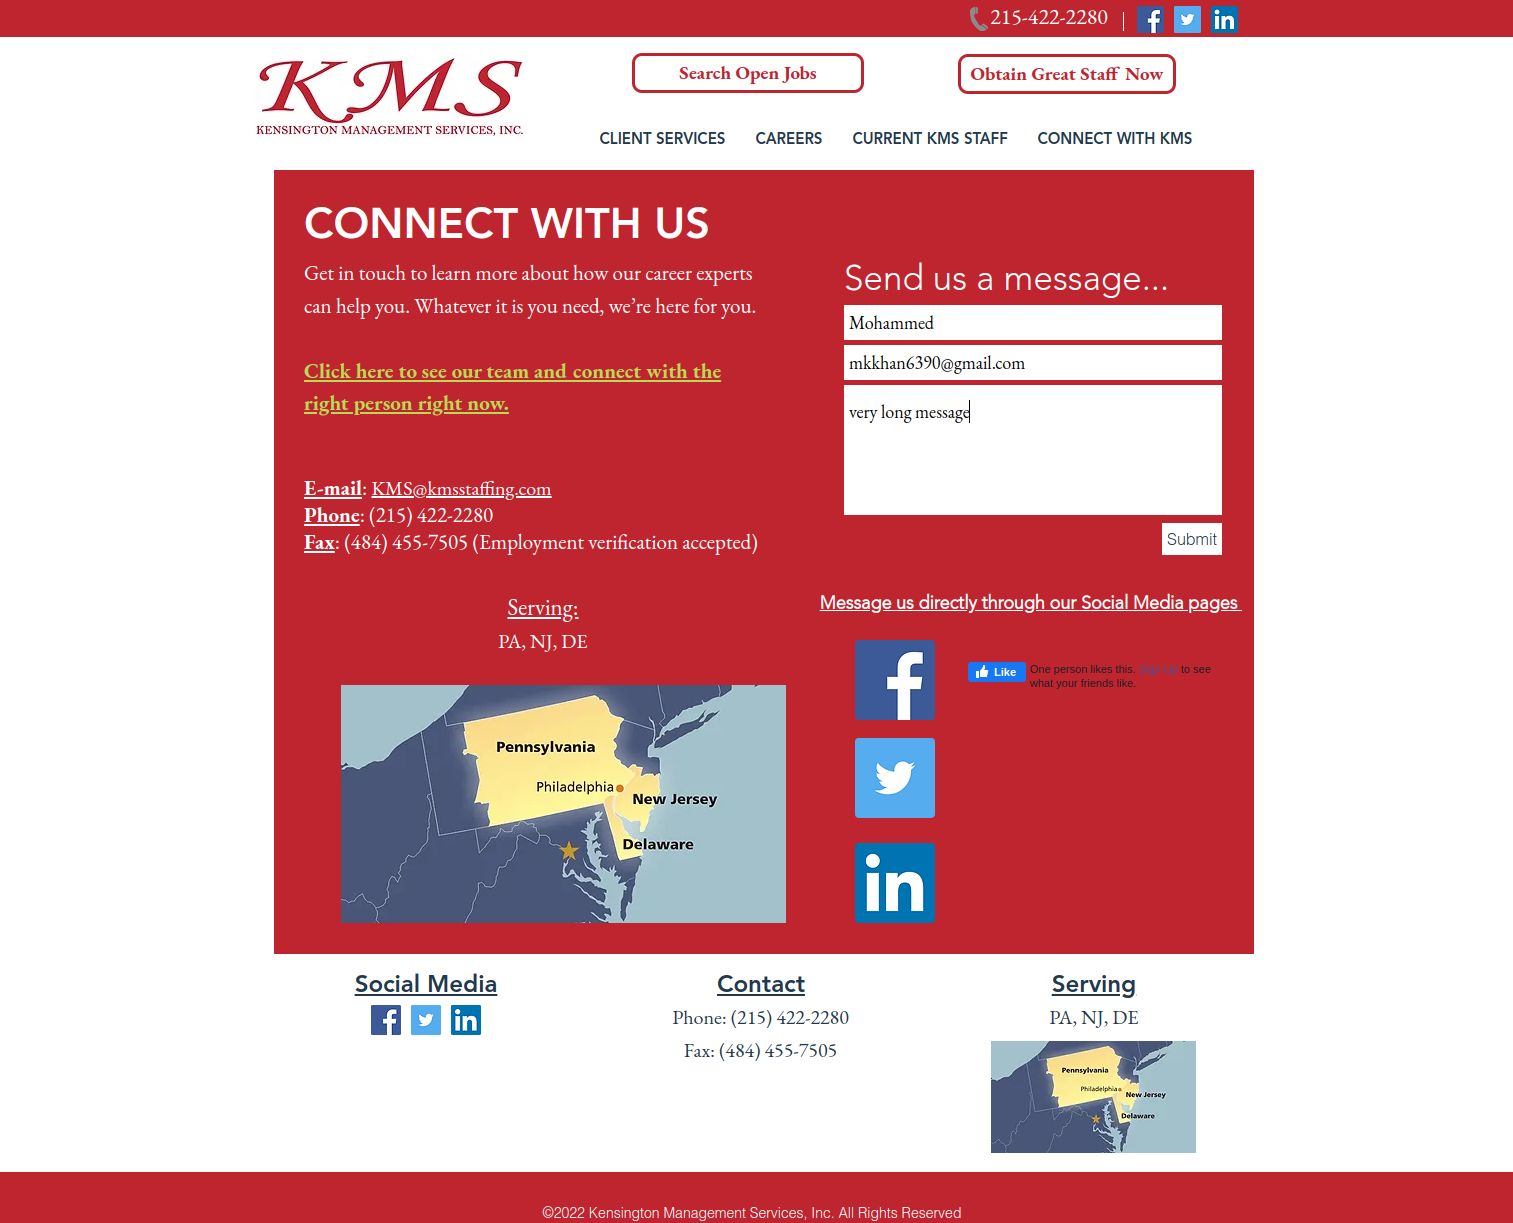 215-422-2280
KMS
KENSINGTON MANAGEMENT SERVICES, INC.
Search Open Jobs
Obtain Great Staff Now
CLIENT SERVICES CAREERS CURRENT KMS STAFF CONNECT WITH KMS
CONNECT WITH US
Get in touch to learn more about how our career experts
can help you. Whatever it is you need, we’re here for you.
Click here to see our team and connect with the
right person right now.
E-mail: KMS@kmsstaffing.com
Phone: (215) 422-2280
Fax: (484) 455-7505 (Employment verification accepted)
Serving:
PA, NJ, DE
Pennsylvania
Philadelphia
New Jersey
Delaware
Send us a message...
Mohammed
mkkhan6390@gmail.com
very long message
Submit
Message us directly through our Social Media pages
f
Like
One person likes this. Sign Up to see
what your friends like.
in
Social Media
Contact
Phone: (215) 422-2280
Fax: (484) 455-7505
Serving
PA, NJ, DE
Pennsylvania
Philadelphia
New Jersey
Delaware
©2022 Kensington Management Services, Inc. All Rights Reserved